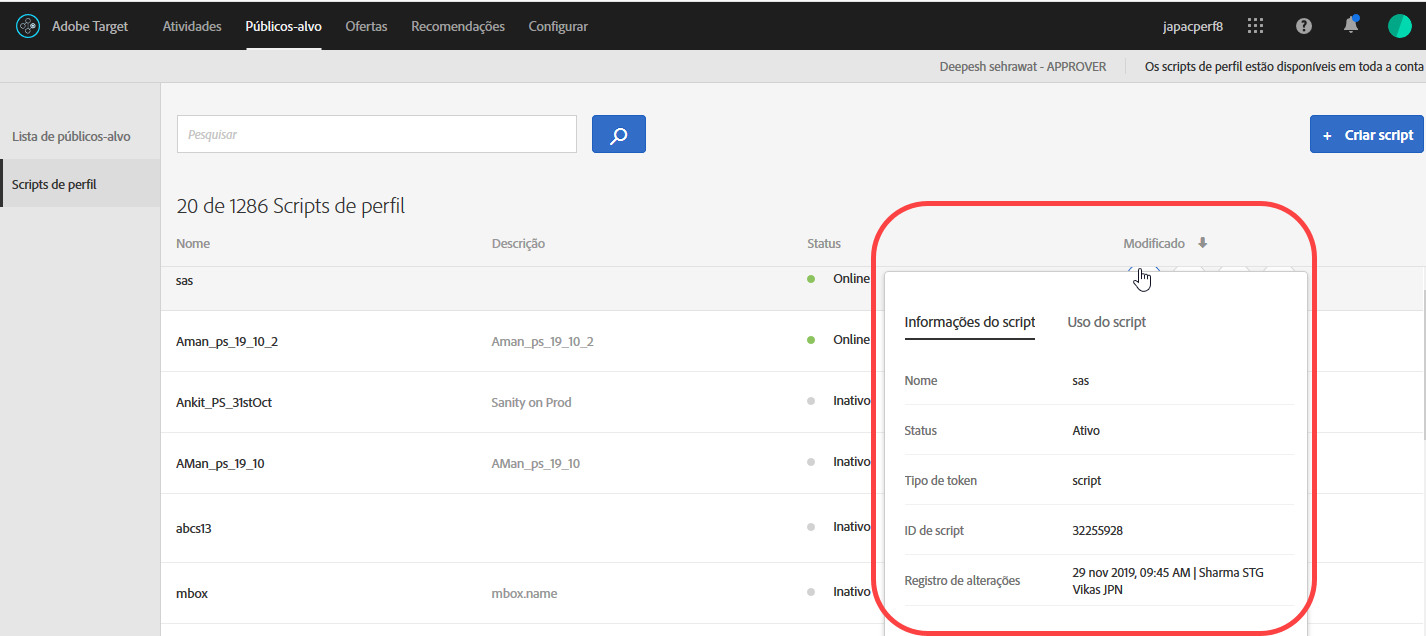 Adobe Target Atividades Públicos-alvo Ofertas Recomendações Configurar japacperf8
Deepesh sehrawat - APPROVER Os scripts de perfil estão disponíveis em toda a conta
Lista de públicos-alvo
Scripts de perfil
Pesquisar
+ Criar script
20 de 1286 Scripts de perfil
Nome Descrição Status Modificado
sas Online
Aman_ps_19_10_2 Aman_ps_19_10_2 Online
Ankit_PS_31stOct Sanity on Prod Inativo
AMan_ps_19_10 AMan_ps_19_10 Inativo
abcs13 Inativo
mbox mbox.name Inativo
Informações do script Uso do script
Nome sas
Status Ativo
Tipo de token script
ID de script 32255928
Registro de alterações 29 nov 2019, 09:45 AM | Sharma STG
Vikas JPN